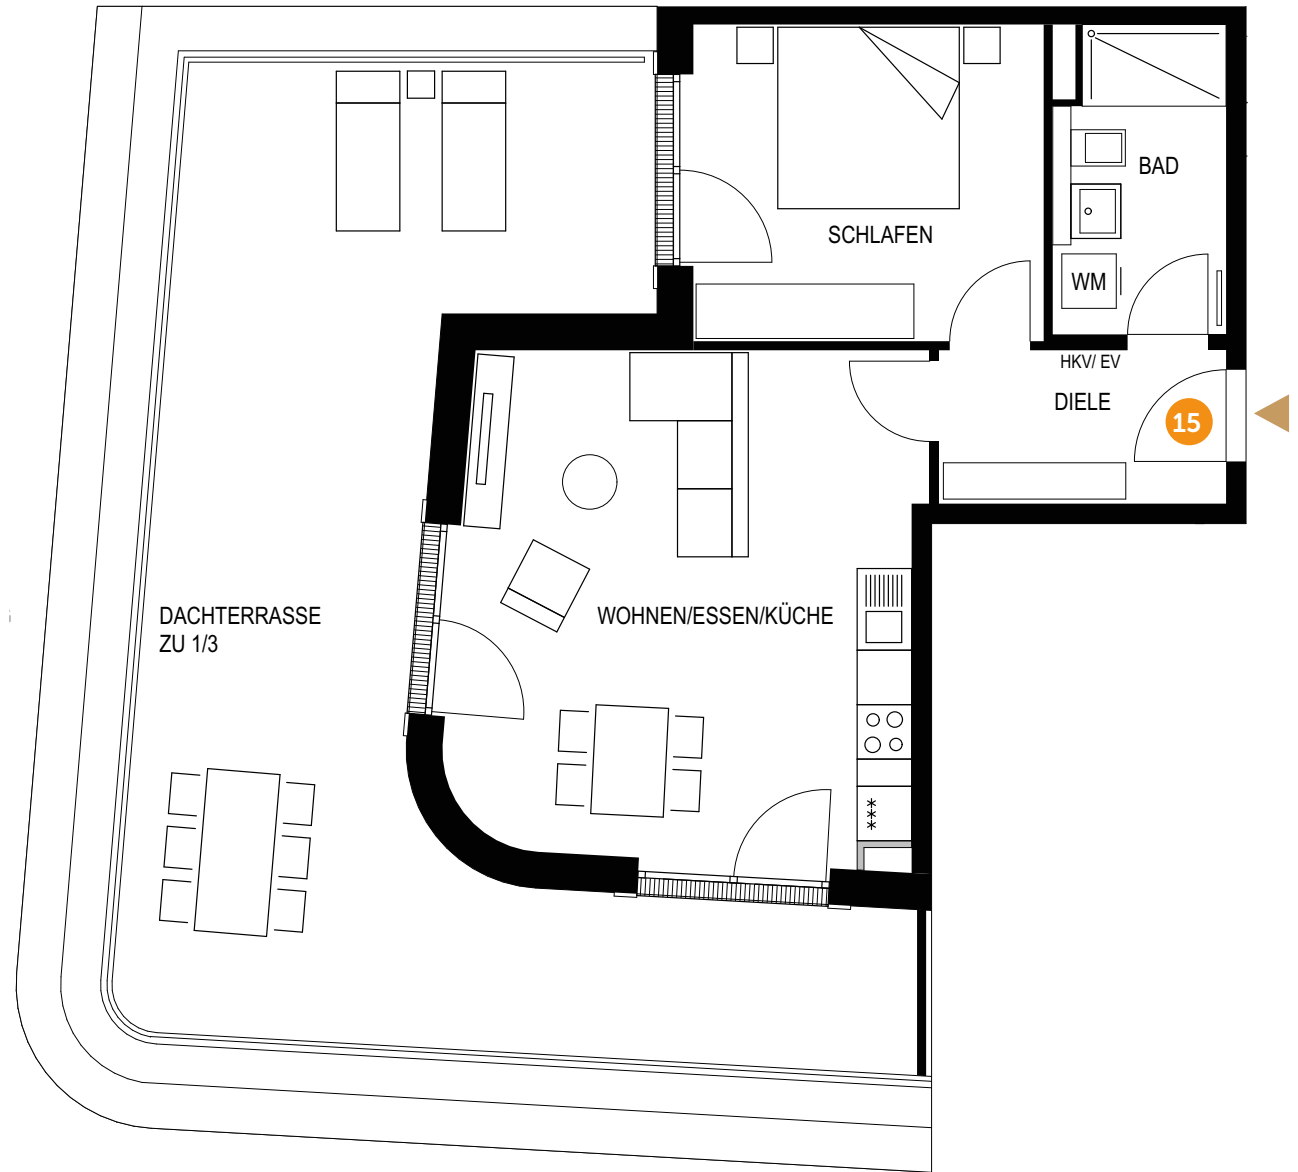 BAD
SCHLAFEN
WM
HKV/ EV
DIELE
15
DACHTERRASSE
ZU 1/3
WOHNEN/ESSEN/KÜCHE